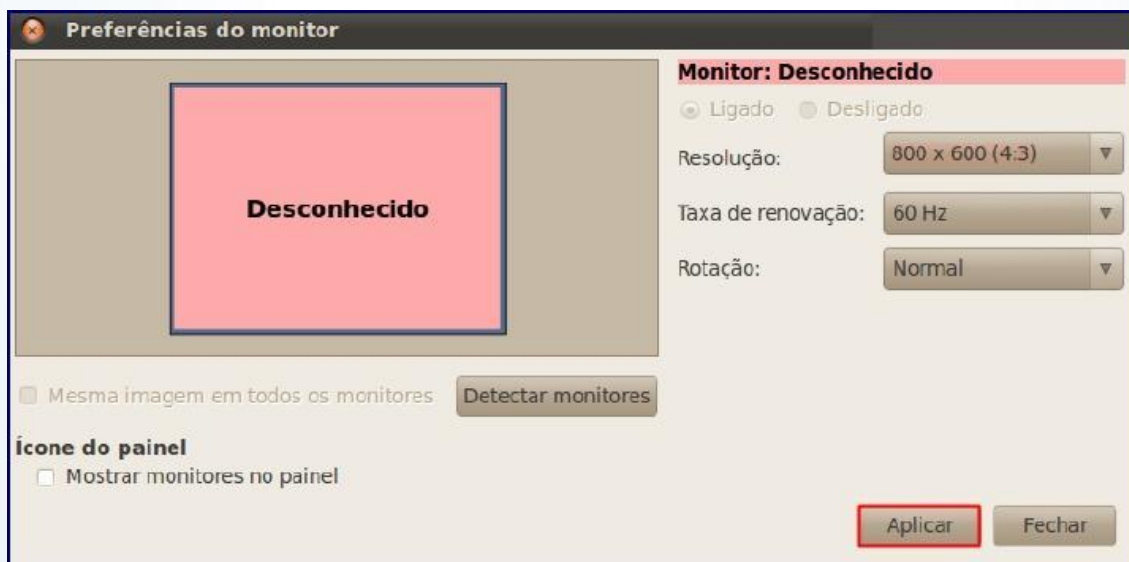 Preferências do monitor
Desconhecido
Monitor: Desconhecido
Ligado Desligado
Resolução: 800 x 600 (4:3)
Taxa de renovação: 60 Hz
Rotação: Normal
Mesma imagem em todos os monitores Detectar monitores
Ícone do painel
Mostrar monitores no painel
Aplicar Fechar